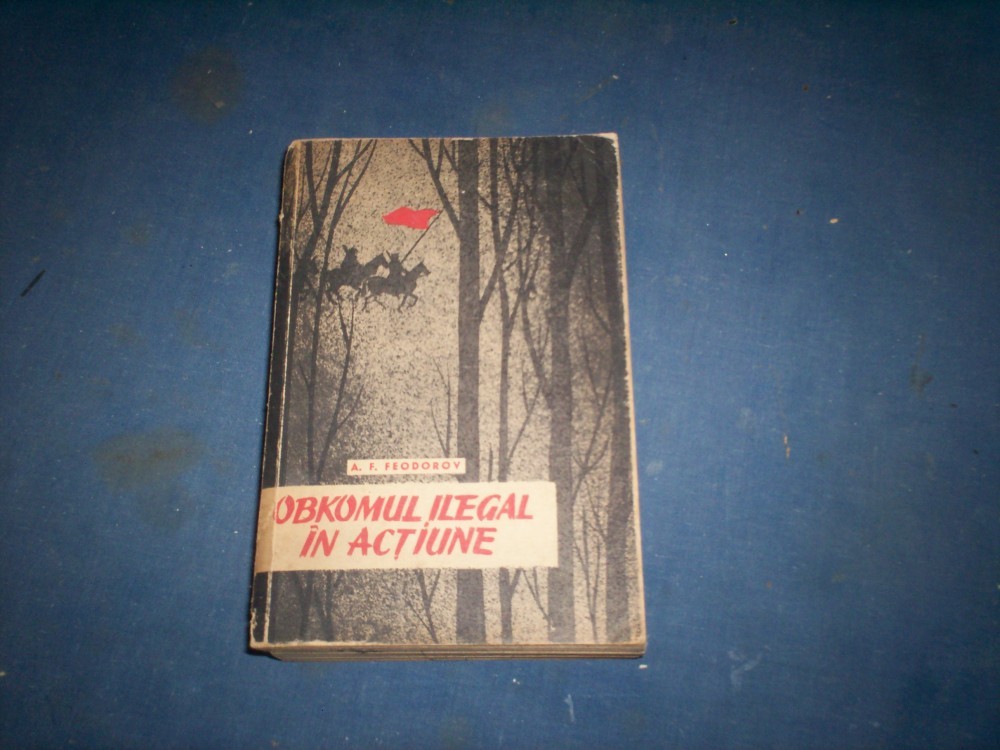 A. F. FEODOROV
OBKOMUL ILEGAL
ÎN ACȚIUNE